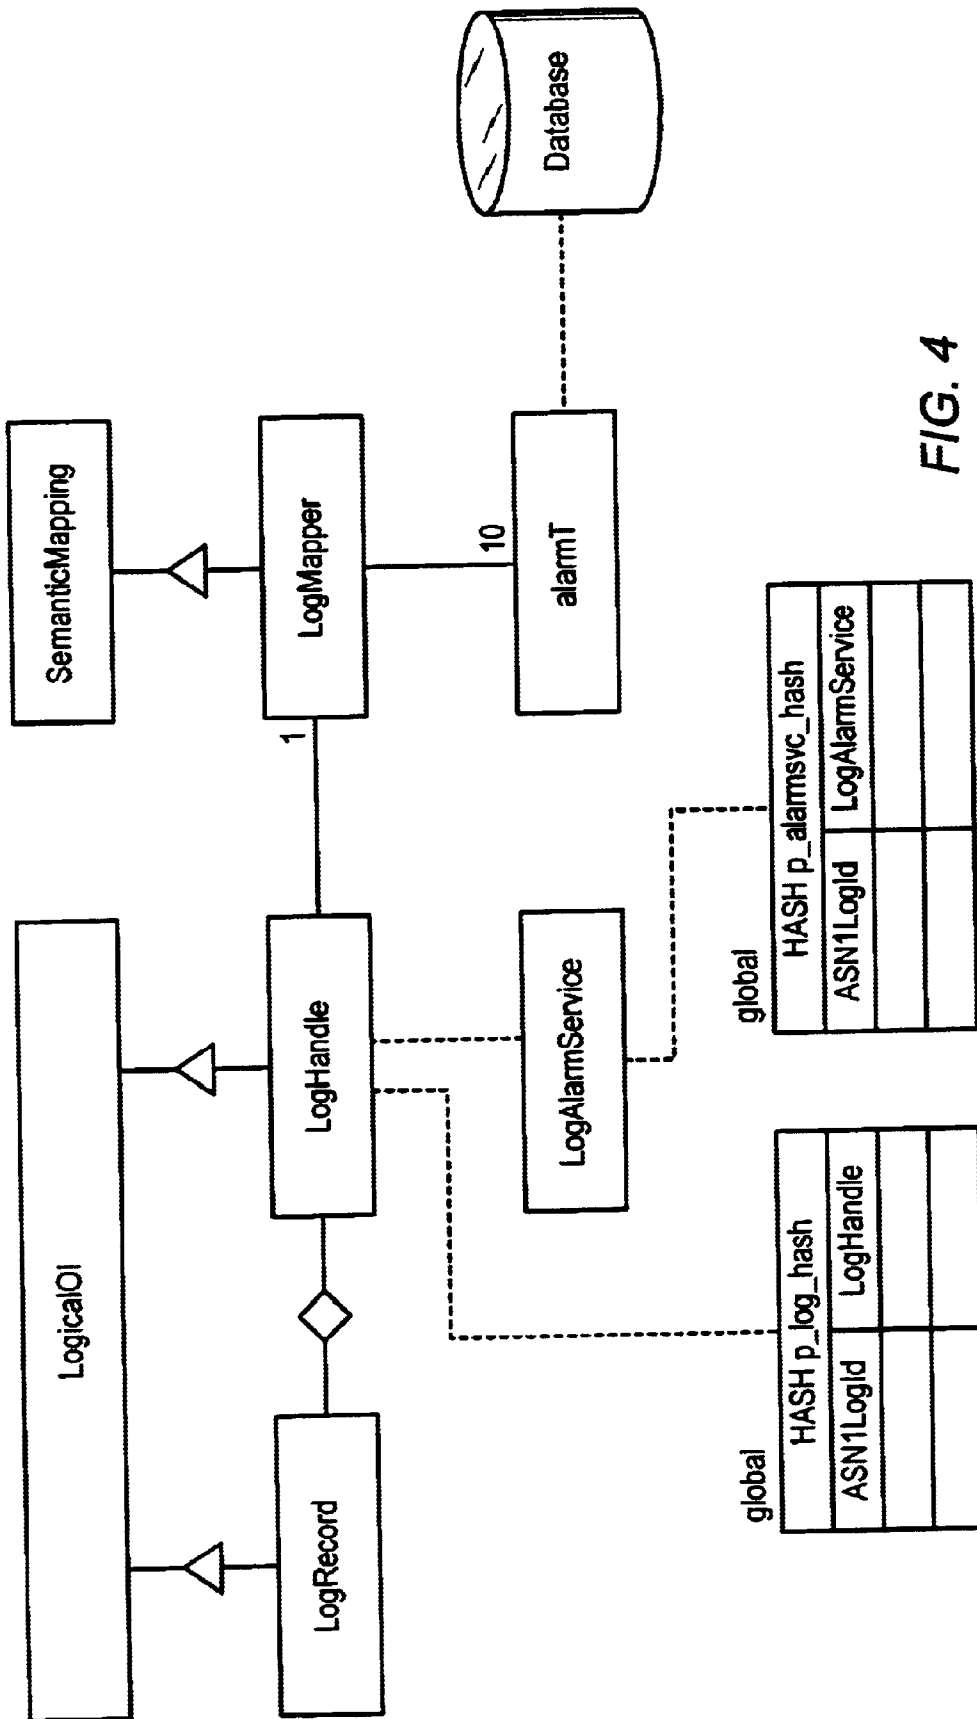 LogicalOI
SemanticMapping
LogRecord
LogHandle
1
LogMapper
10
LogAlarmService
alarmT
Database
global
HASH p_log_hash
ASN1LogId
LogHandle
global
HASH p_alarmsvc_hash
ASN1LogId
LogAlarmService
FIG. 4